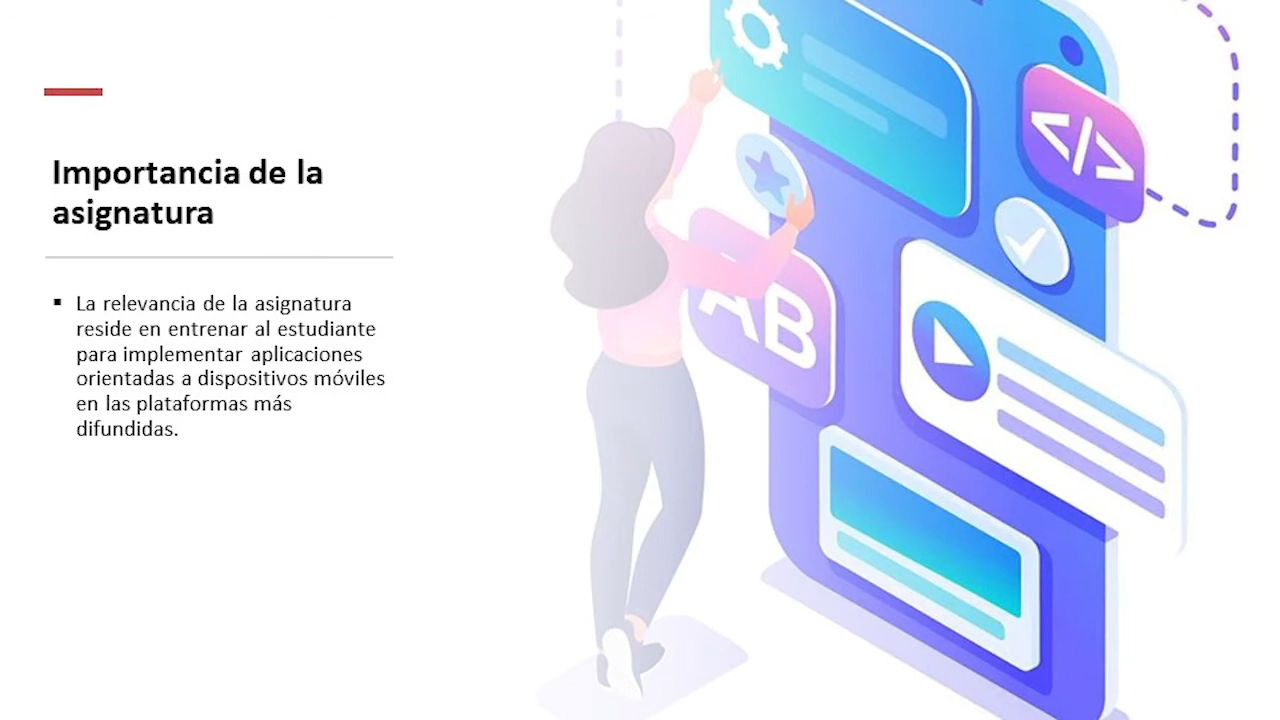 Importancia de la
asignatura
▪ La relevancia de la asignatura
reside en entrenar al estudiante
para implementar aplicaciones
orientadas a dispositivos móviles
en las plataformas más
difundidas.
</>
AB